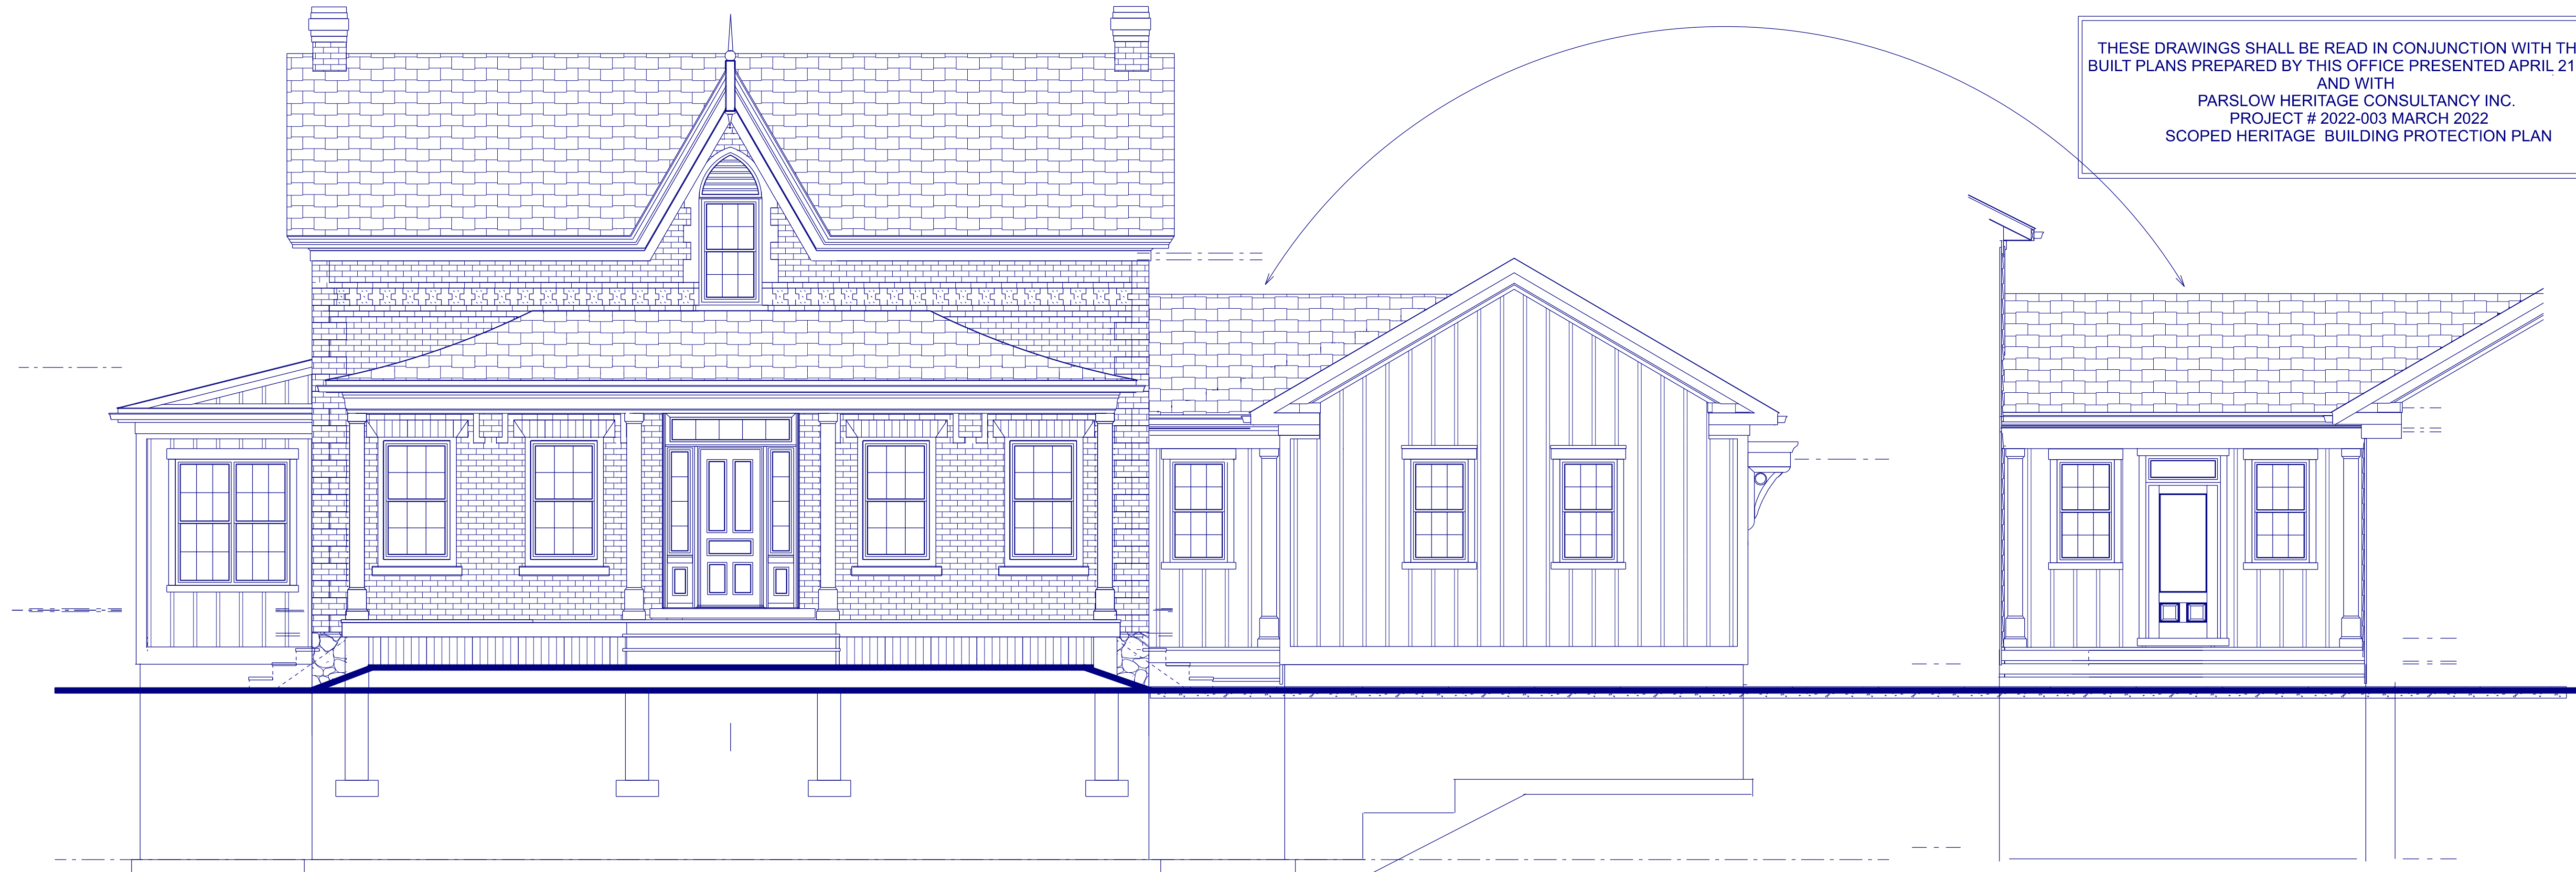 THESE DRAWINGS SHALL BE READ IN CONJUNCTION WITH TH
BUILT PLANS PREPARED BY THIS OFFICE PRESENTED APRIL 21
AND WITH
PARSLOW HERITAGE CONSULTANCY INC.
PROJECT # 2022-003 MARCH 2022
SCOPED HERITAGE BUILDING PROTECTION PLAN